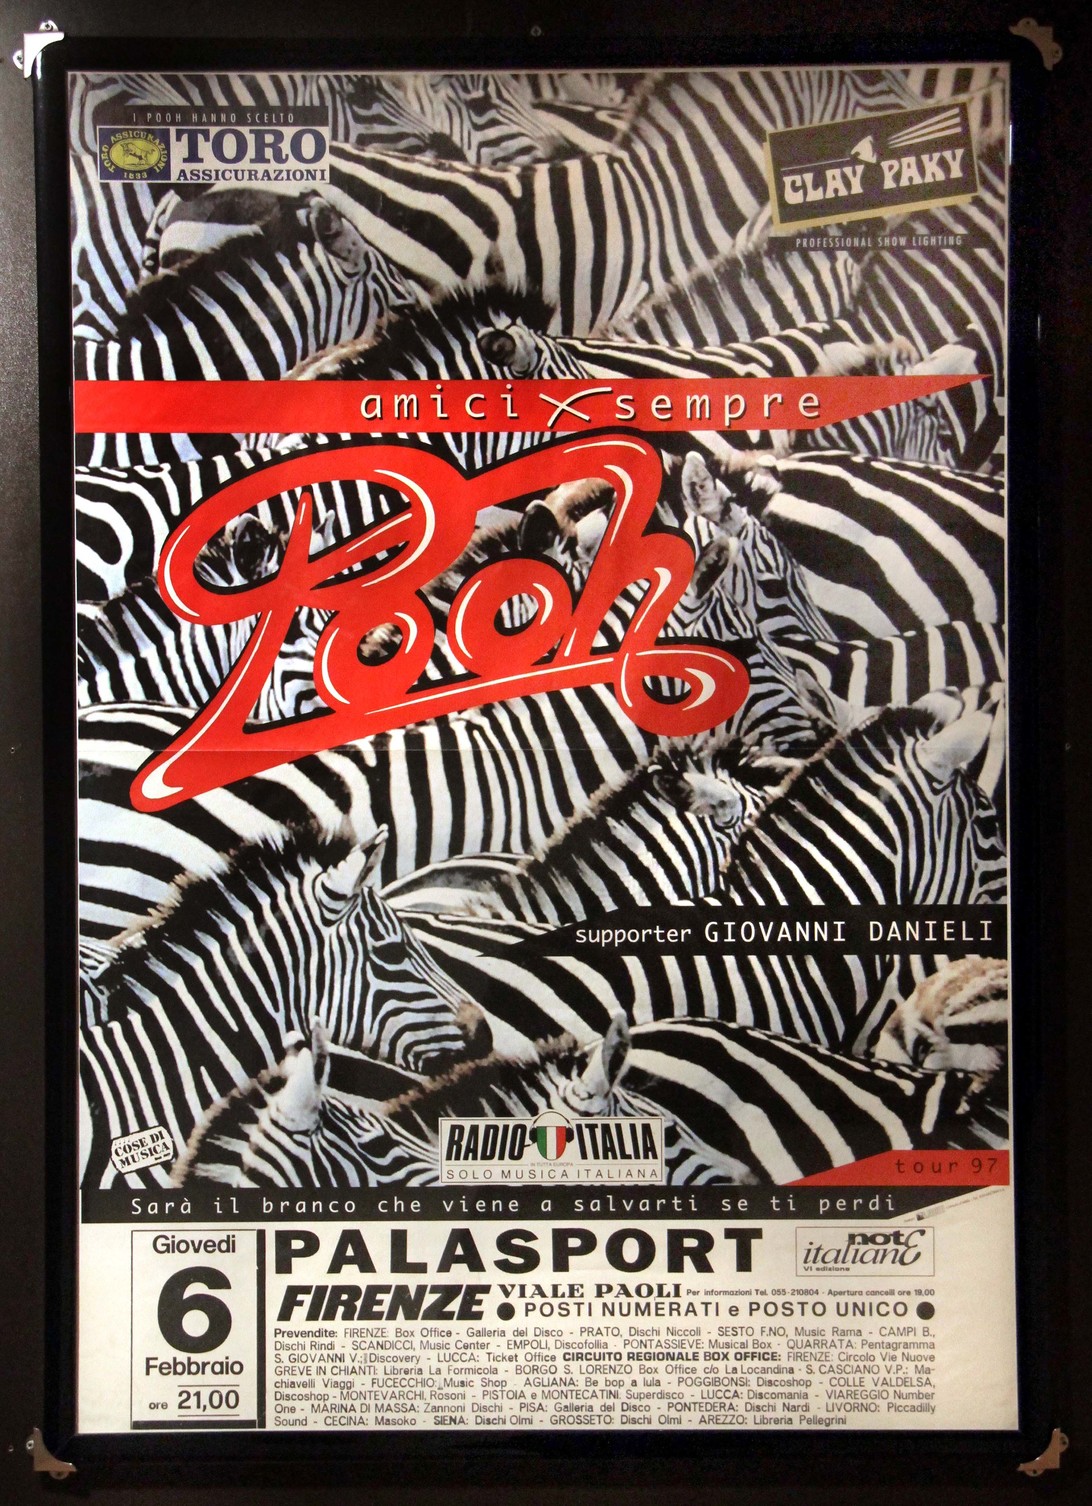 I POOH HANNO SCELTO
TORO ASSICURAZIONI
1833
TORO
ASSICURAZIONI
CLAY PAKY
PROFESSIONAL SHOW LIGHTING
amici X sempre
Pooh
supporter GIOVANNI DANIELI
COSE DI
MUSICA
RADIO ITALIA
IN TUTTA EUROPA
SOLO MUSICA ITALIANA
tour 97
Sarà il branco che viene a salvarti se ti perdi
Giovedi
6
Febbraio
ore 21,00
PALASPORT
not
italianE
VI edizione
FIRENZE VIALE PAOLI Per informazioni Tel. 055-210804 - Apertura cancelli ore 19,00
● POSTI NUMERATI e POSTO UNICO ●
Prevendite: FIRENZE: Box Office - Galleria del Disco - PRATO, Dischi Niccoli - SESTO F.NO, Music Rama - CAMPI B.,
Dischi Rindi - SCANDICCI, Music Center - EMPOLI, Discofollia - PONTASSIEVE: Musical Box - QUARRATA: Pentagramma
S. GIOVANNI V.: Discovery - LUCCA: Ticket Office CIRCUITO REGIONALE BOX OFFICE: FIRENZE: Circolo Vie Nuove
GREVE IN CHIANTI: Libreria La Formicola - BORGO S. LORENZO Box Office c/o La Locandina - S. CASCIANO V.P.: Ma-
chiavelli Viaggi - FUCECCHIO: Music Shop - AGLIANA: Be bop a lula - POGGIBONSI: Discoshop - COLLE VALDELSA,
Discoshop - MONTEVARCHI, Rosoni - PISTOIA e MONTECATINI: Superdisco - LUCCA: Discomania - VIAREGGIO Number
One - MARINA DI MASSA: Zannoni Dischi - PISA: Galleria del Disco - PONTEDERA: Dischi Nardi - LIVORNO: Piccadilly
Sound - CECINA: Masoko - SIENA: Dischi Olmi - GROSSETO: Dischi Olmi - AREZZO: Libreria Pellegrini